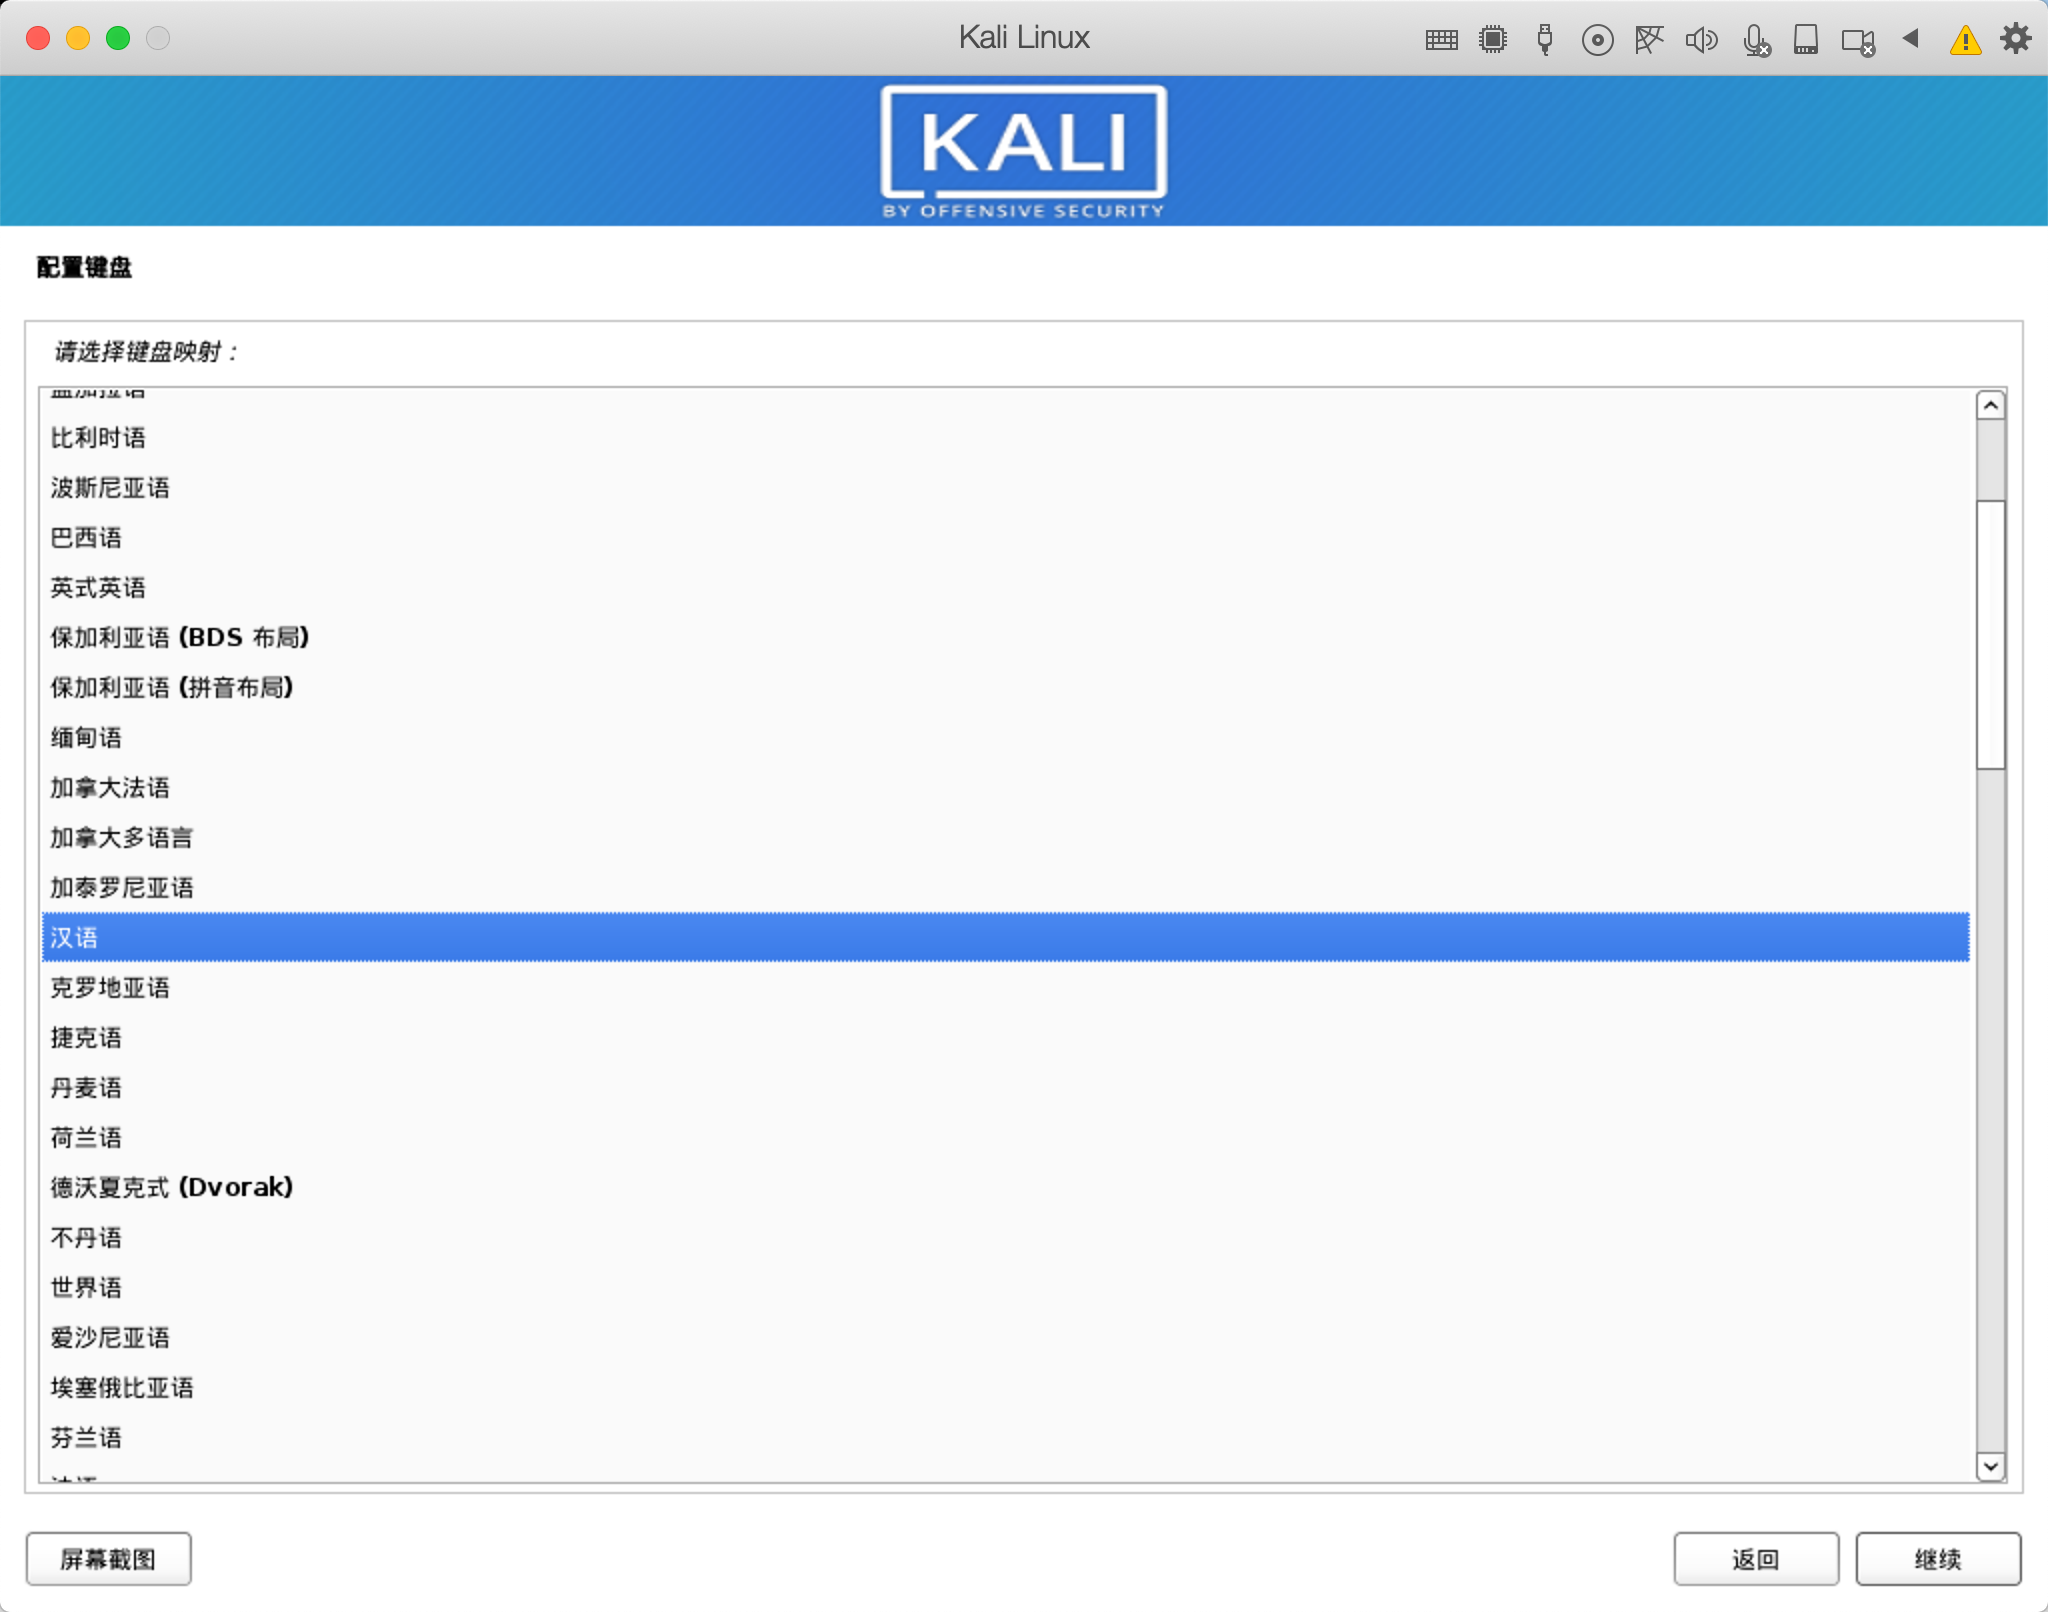 Kali Linux
KALI
BY OFFENSIVE SECURITY
配置键盘
请选择键盘映射：
孟加拉语
比利时语
波斯尼亚语
巴西语
英式英语
保加利亚语 (BDS 布局)
保加利亚语 (拼音布局)
缅甸语
加拿大法语
加拿大多语言
加泰罗尼亚语
汉语
克罗地亚语
捷克语
丹麦语
荷兰语
德沃夏克式 (Dvorak)
不丹语
世界语
爱沙尼亚语
埃塞俄比亚语
芬兰语
屏幕截图
返回
继续